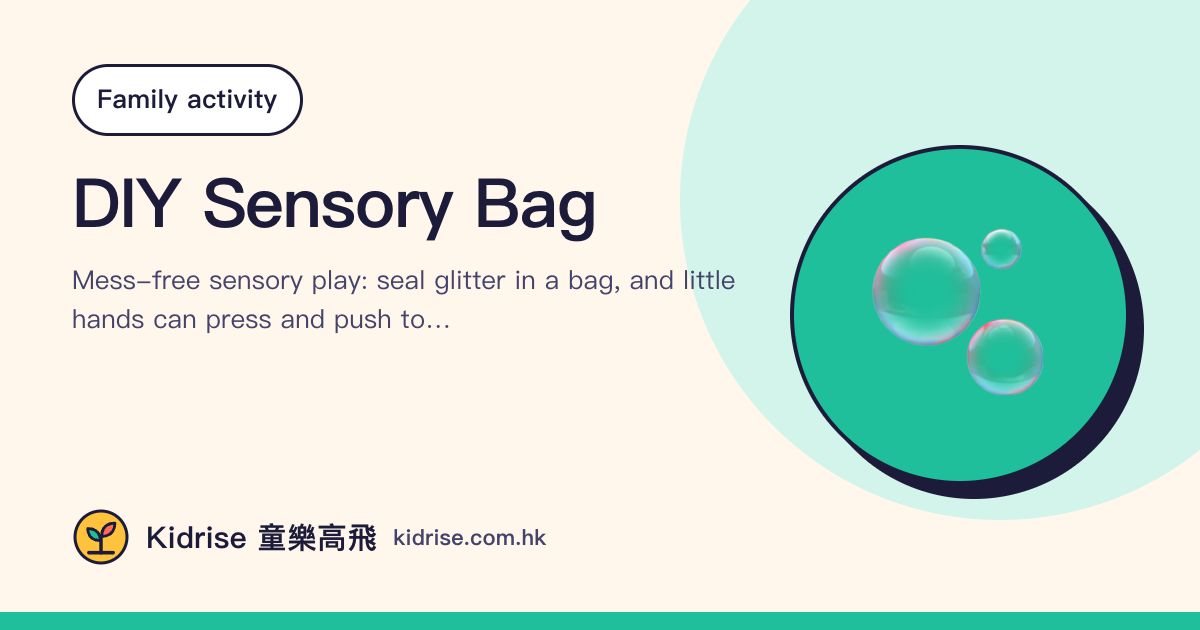 Family activity
DIY Sensory Bag
Mess–free sensory play: seal glitter in a bag, and little
hands can press and push to…
Kidrise 童樂高飛 kidrise.com.hk